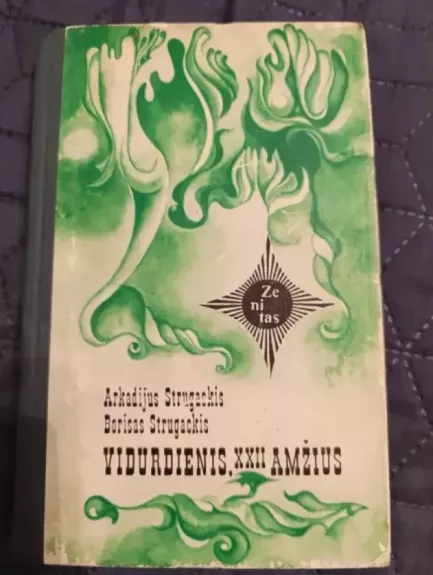 Ze
ni
tas
Arkadijus Strugackis
Borisas Strugackis
VIDURDIENIS, XXII AMŽIUS